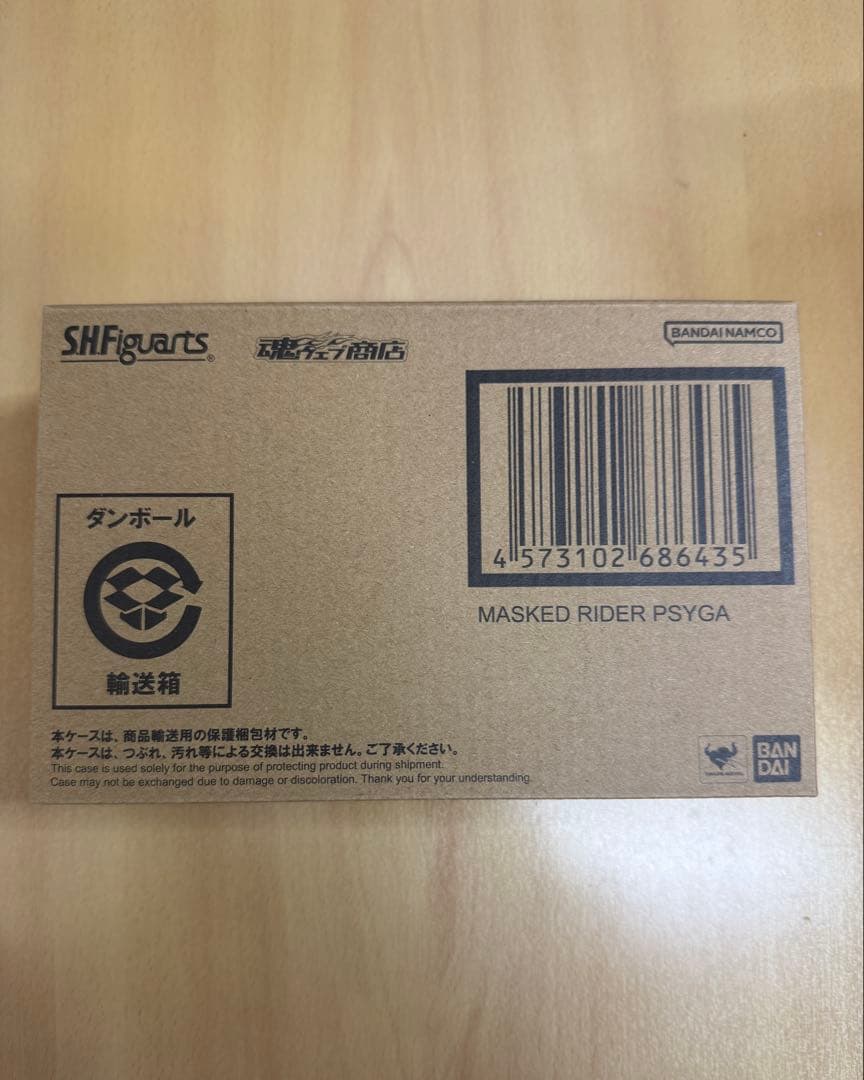 S.H.Figuarts®
魂ウェブ商店
BANDAI NAMCO
4 573102 686435
MASKED RIDER PSYGA
ダンボール
輸送箱
本ケースは、商品輸送用の保護梱包材です。
本ケースは、つぶれ、汚れ等による交換は出来ません。ご了承ください。
This case is used solely for the purpose of protecting product during shipment.
Case may not be exchanged due to damage or discoloration. Thank you for your understanding.
BAN
DAI